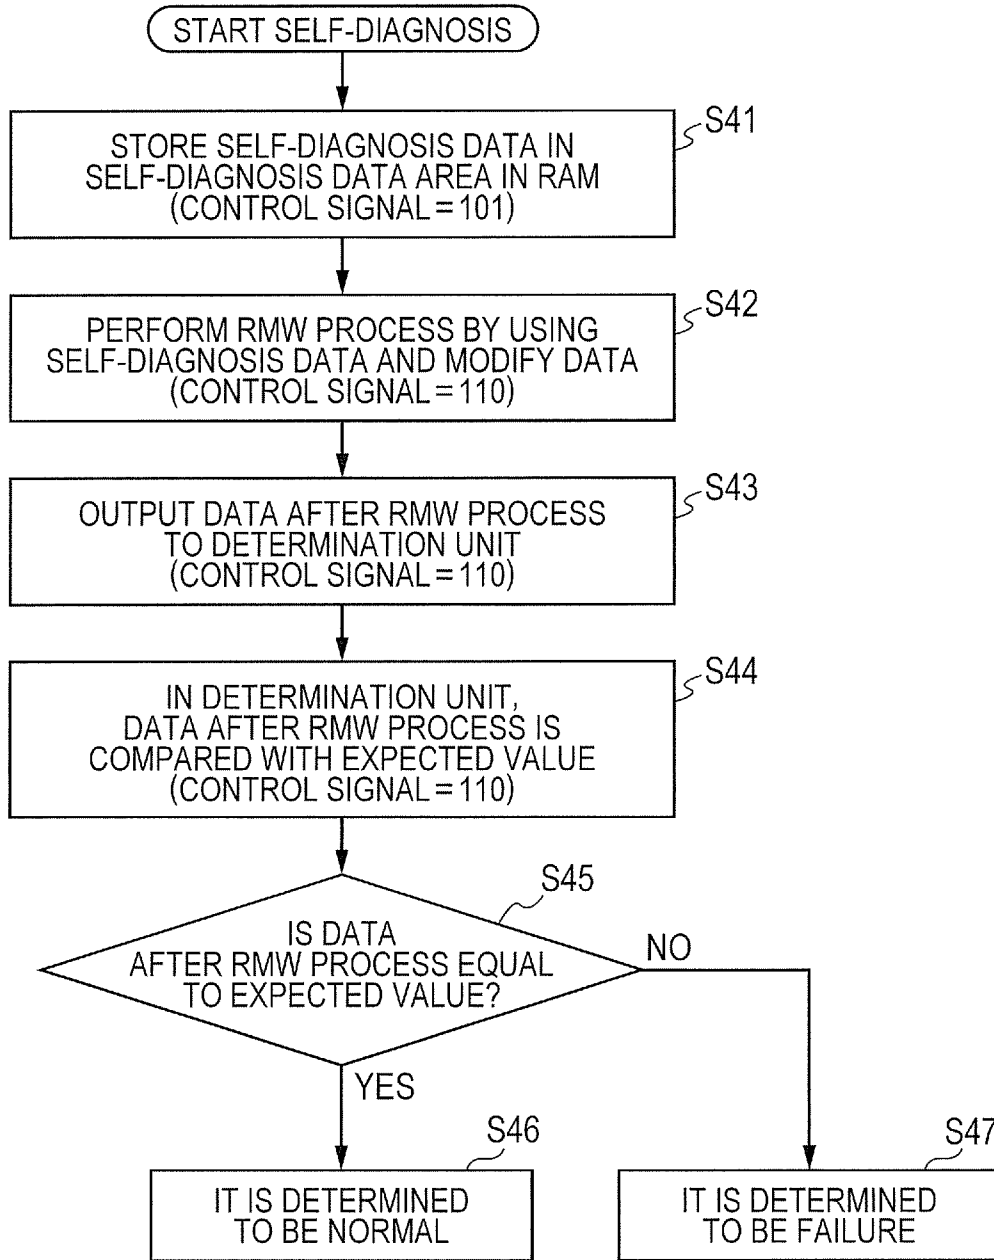 START SELF-DIAGNOSIS
S41
STORE SELF-DIAGNOSIS DATA IN
SELF-DIAGNOSIS DATA AREA IN RAM
(CONTROL SIGNAL = 101)
S42
PERFORM RMW PROCESS BY USING
SELF-DIAGNOSIS DATA AND MODIFY DATA
(CONTROL SIGNAL = 110)
S43
OUTPUT DATA AFTER RMW PROCESS
TO DETERMINATION UNIT
(CONTROL SIGNAL = 110)
S44
IN DETERMINATION UNIT,
DATA AFTER RMW PROCESS IS
COMPARED WITH EXPECTED VALUE
(CONTROL SIGNAL = 110)
S45
IS DATA
AFTER RMW PROCESS EQUAL
TO EXPECTED VALUE?
NO
YES
S46
IT IS DETERMINED
TO BE NORMAL
S47
IT IS DETERMINED
TO BE FAILURE